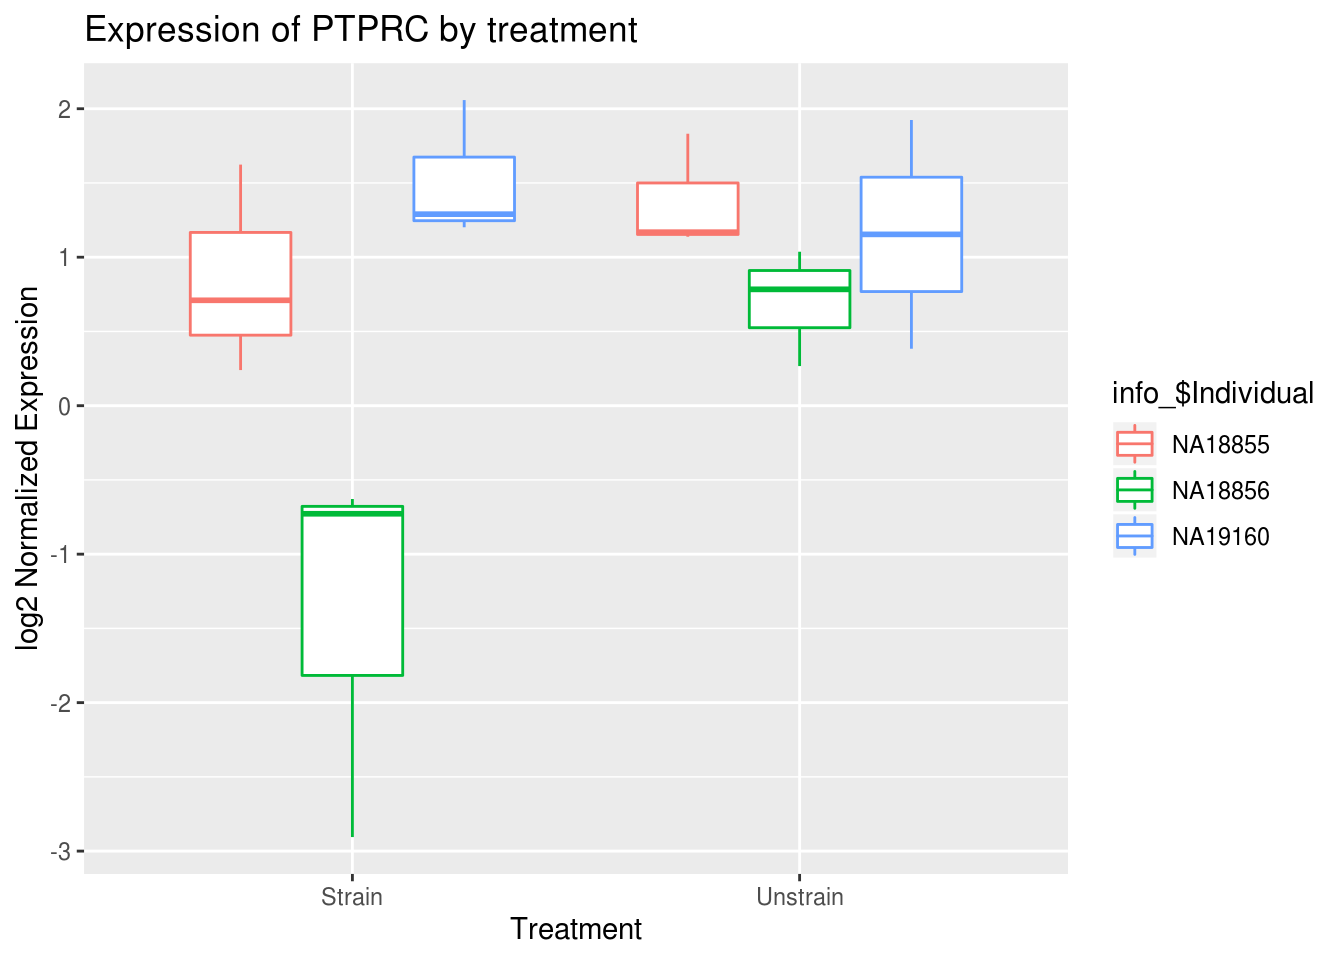 Expression of PTPRC by treatment
log2 Normalized Expression
2
1
0
-1
-2
-3
Strain
Unstrain
Treatment
info_$Individual
NA18855
NA18856
NA19160